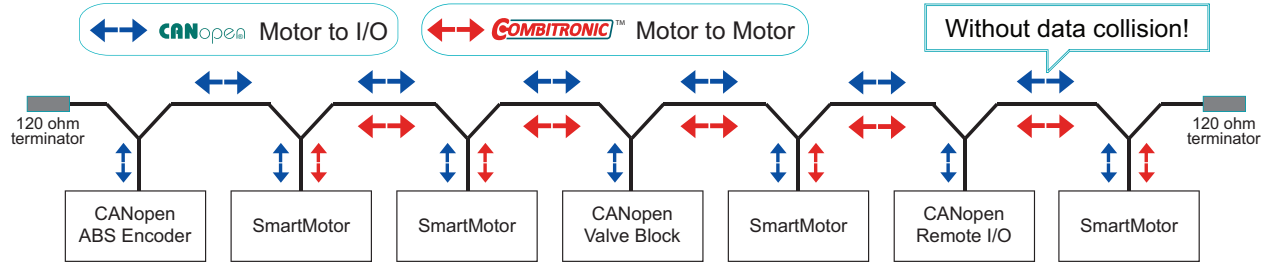 CANopen Motor to I/O
COMBITRONIC™ Motor to Motor
Without data collision!
120 ohm
terminator
120 ohm
terminator
CANopen
ABS Encoder
SmartMotor
SmartMotor
CANopen
Valve Block
SmartMotor
CANopen
Remote I/O
SmartMotor